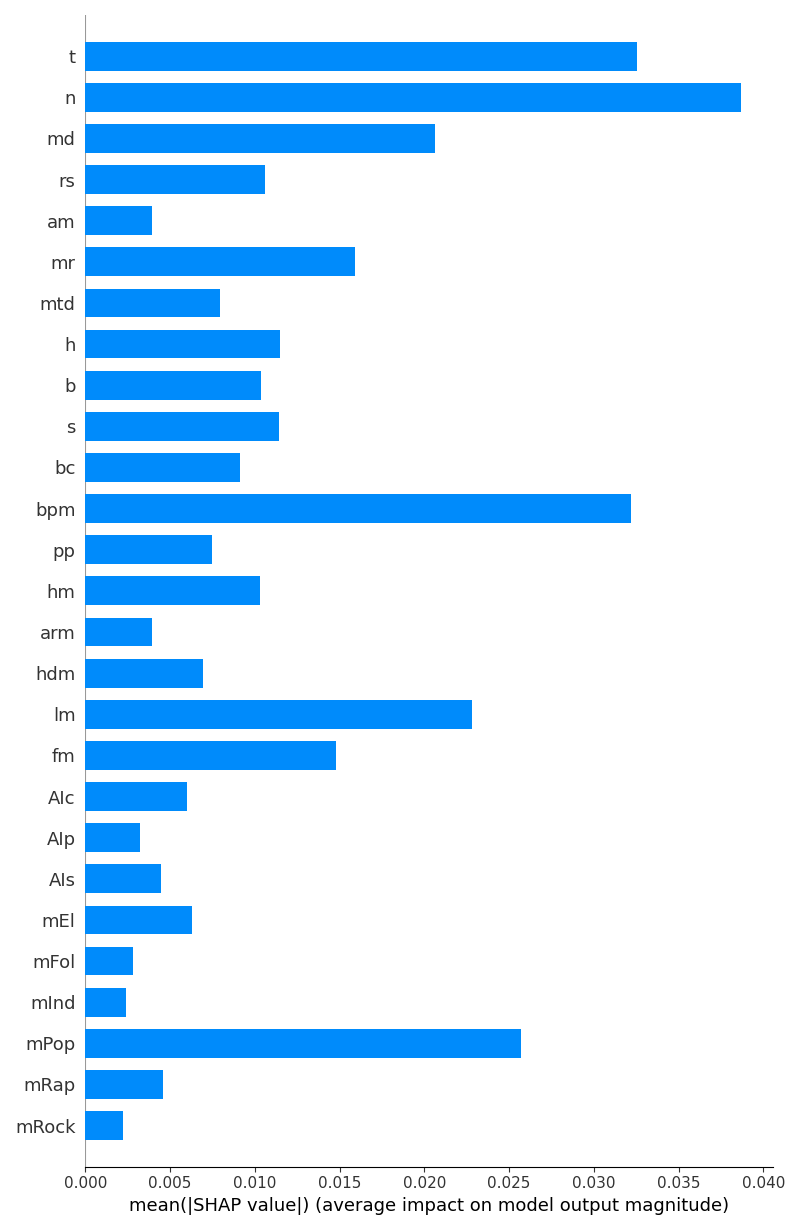 t
n
md
rs
am
mr
mtd
h
b
s
bc
bpm
pp
hm
arm
hdm
lm
fm
AIc
AIp
AIs
mEl
mFol
mInd
mPop
mRap
mRock
0.000 0.005 0.010 0.015 0.020 0.025 0.030 0.035 0.040
mean(|SHAP value|) (average impact on model output magnitude)